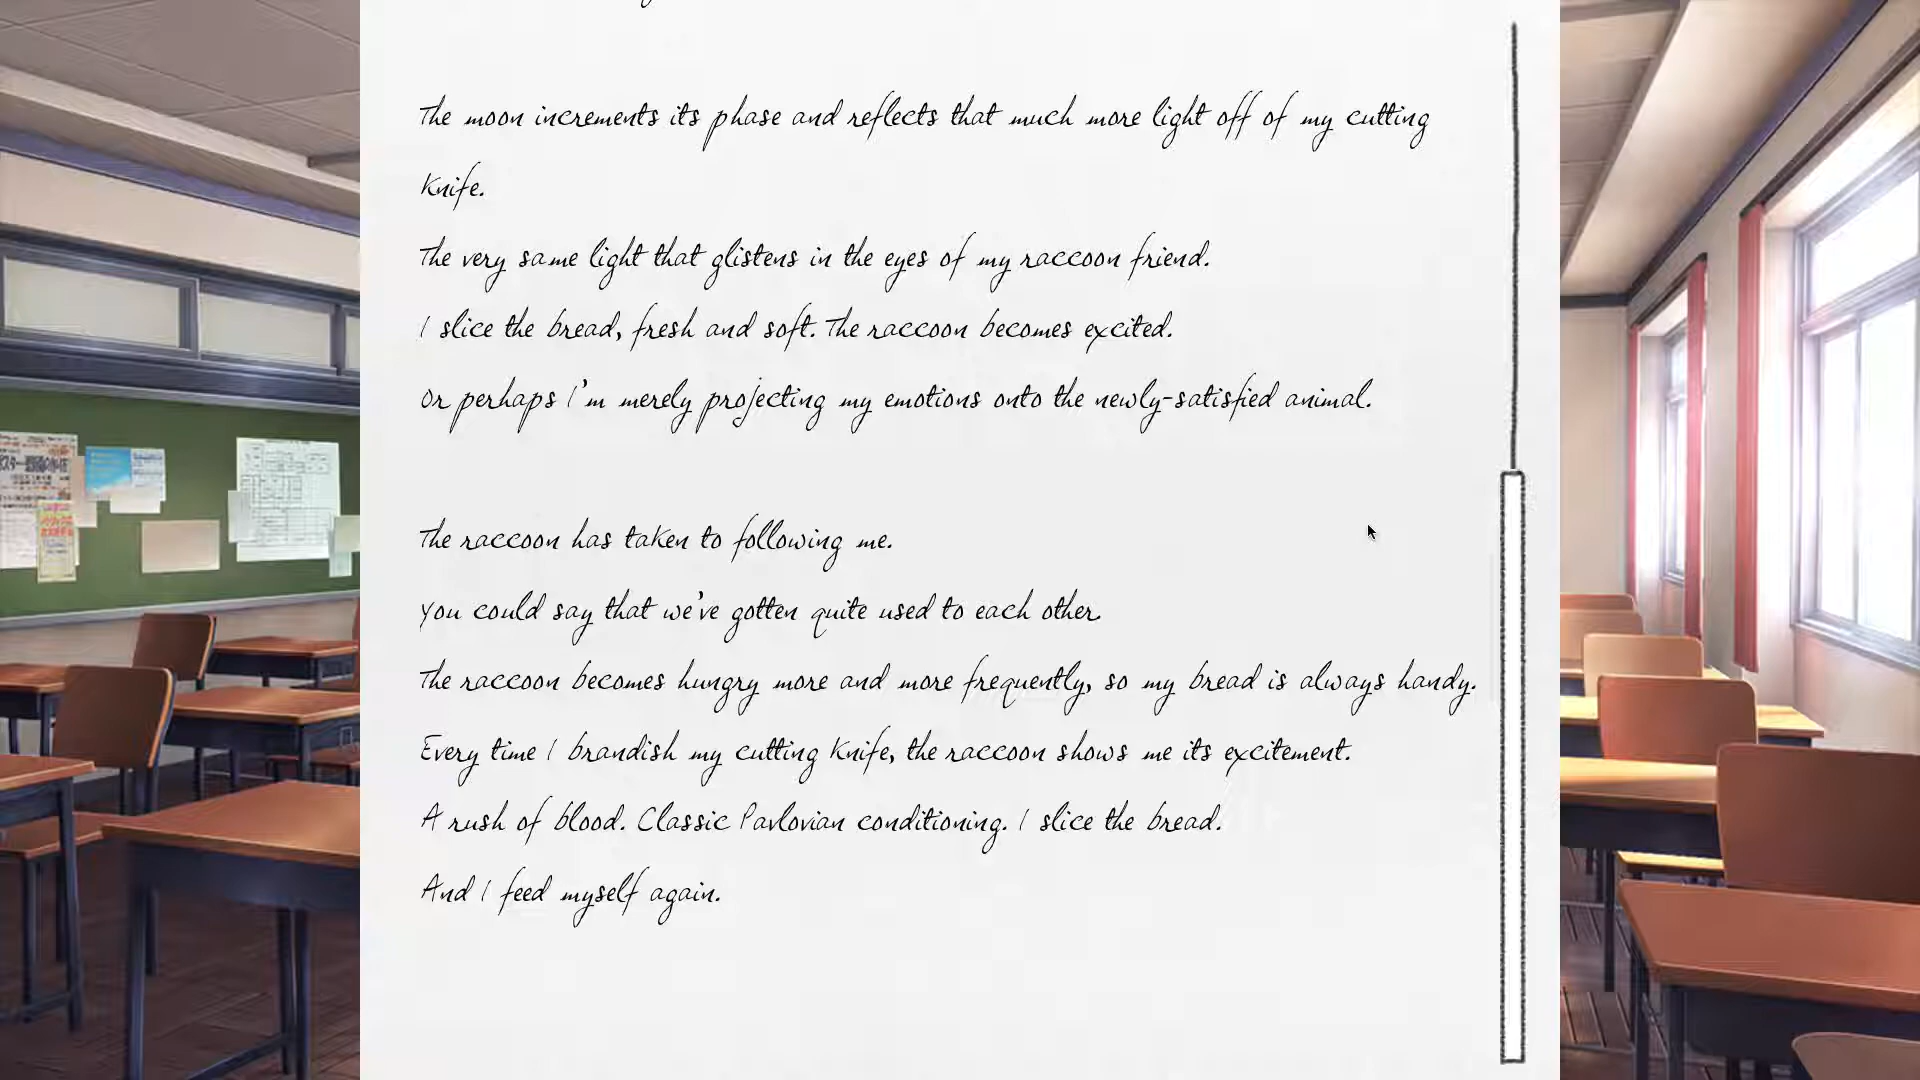 The moon increments its phase and reflects that much more light off of my cutting
knife.
The very same light that glistens in the eyes of my raccoon friend.
I slice the bread, fresh and soft. The raccoon becomes excited.
Or perhaps I'm merely projecting my emotions onto the newly-satisfied animal.
The raccoon has taken to following me.
You could say that we've gotten quite used to each other.
The raccoon becomes hungry more and more frequently, so my bread is always handy.
Every time I brandish my cutting knife, the raccoon shows me its excitement.
A rush of blood. Classic Pavlovian conditioning. I slice the bread.
And I feed myself again.